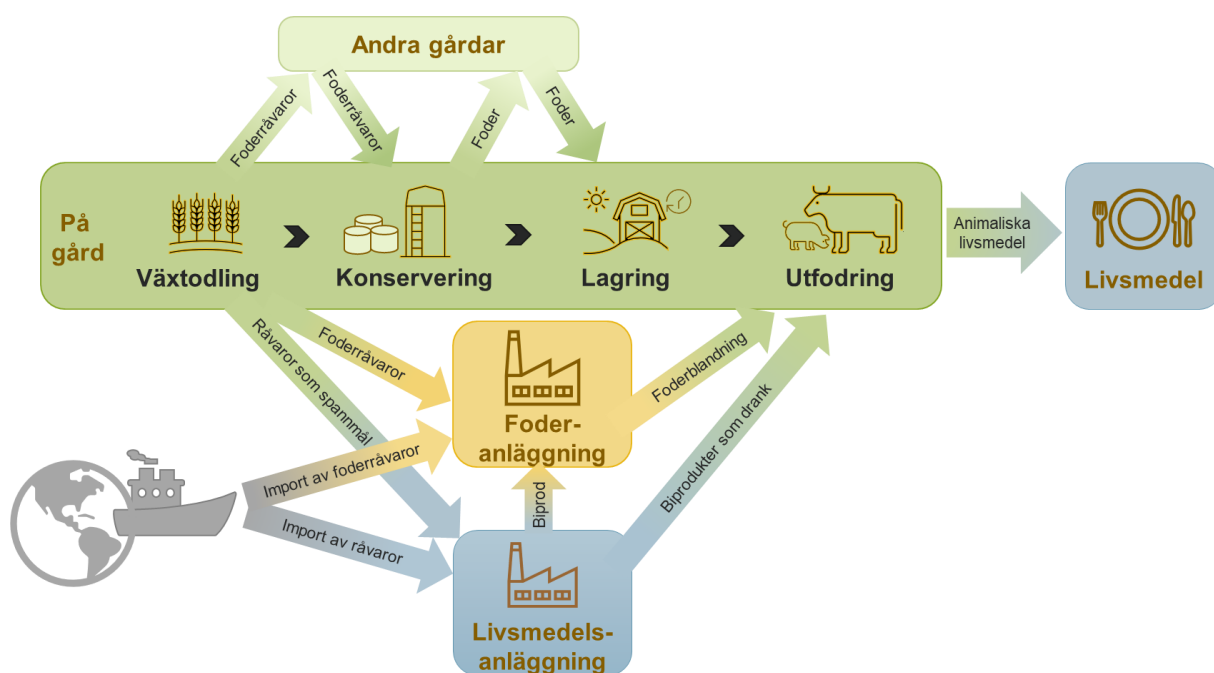 Andra gårdar
Foderråvaror
Foderråvaror
Foder
Foder
På
gård
Växtodling
Konservering
Lagring
Utfodring
Animaliska
livsmedel
Livsmedel
Foderråvaror
Råvaror som spannmål
Foder-
anläggning
Foderblandning
Biprodukter som drank
Import av foderråvaror
Import av råvaror
Biprod
Livsmedels-
anläggning